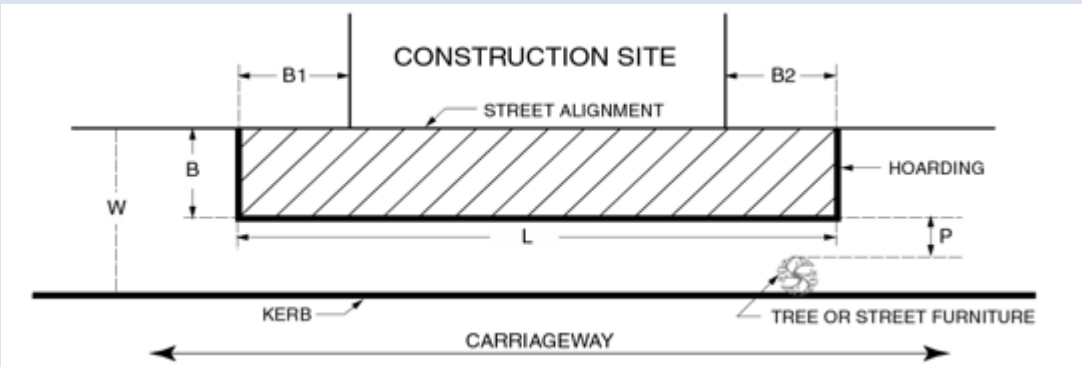 CONSTRUCTION SITE
B1
B2
STREET ALIGNMENT
B
HOARDING
W
L
P
KERB
TREE OR STREET FURNITURE
CARRIAGEWAY